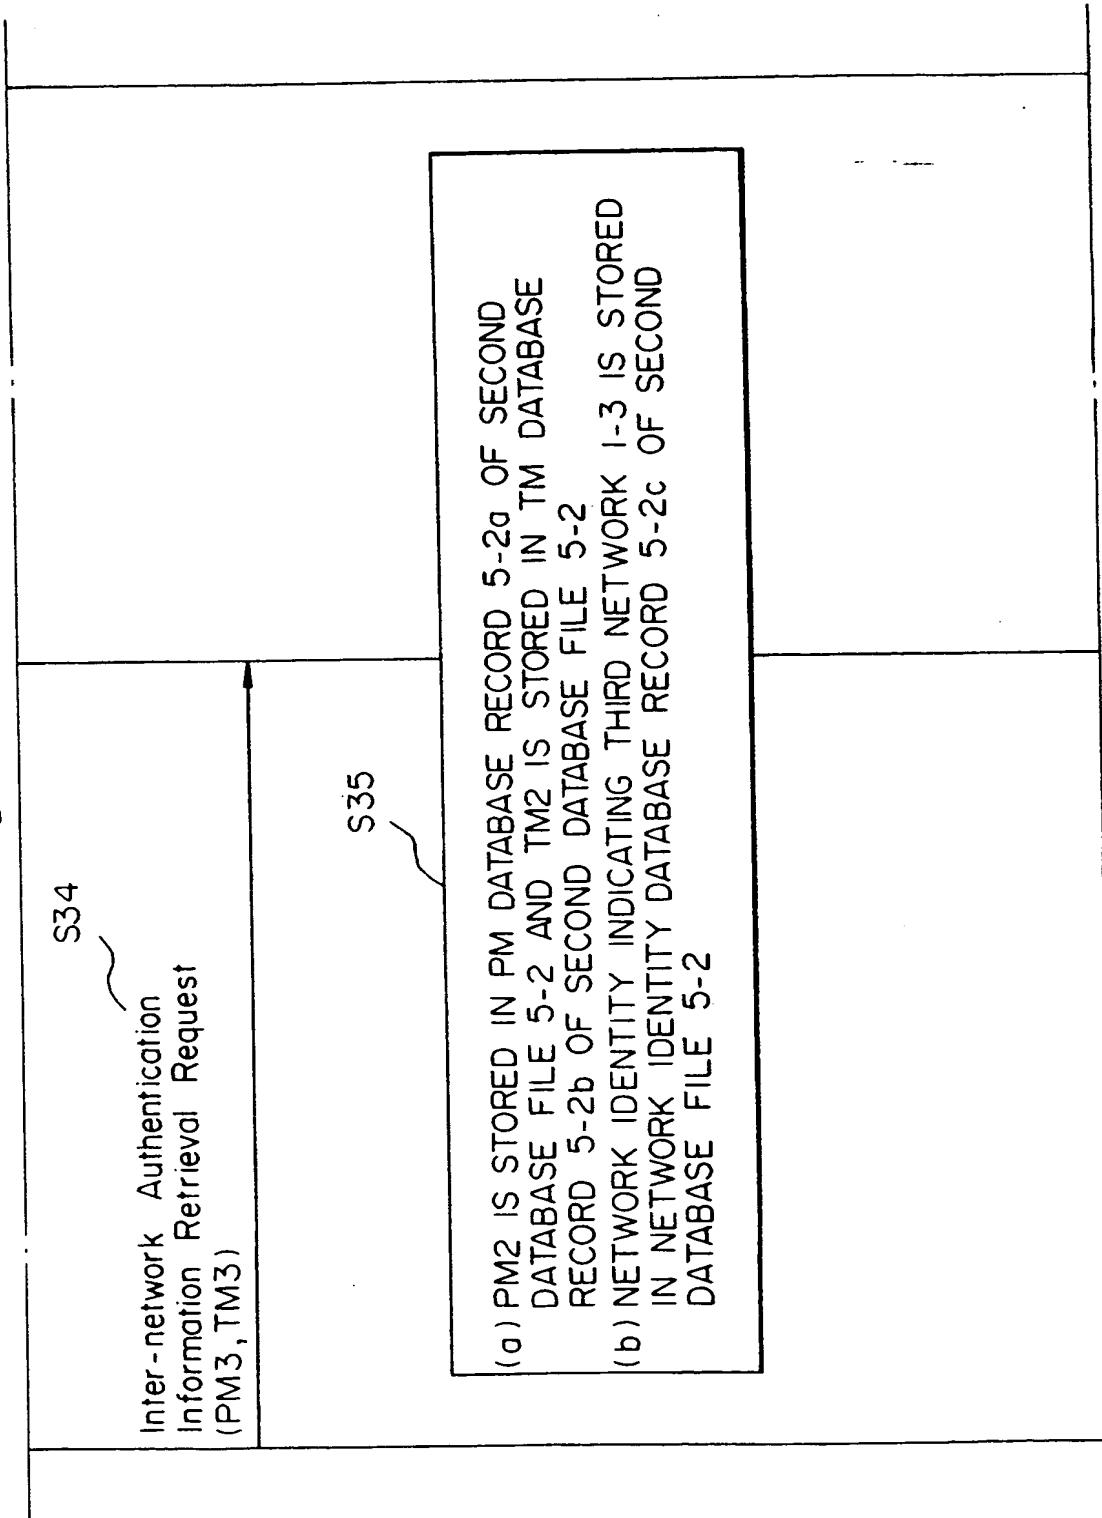 S34
Inter-network Authentication
Information Retrieval Request
(PM3, TM3)
S35
(a) PM2 IS STORED IN PM DATABASE RECORD 5-2a OF SECOND
DATABASE FILE 5-2 AND TM2 IS STORED IN TM DATABASE
RECORD 5-2b OF SECOND DATABASE FILE 5-2
(b) NETWORK IDENTITY INDICATING THIRD NETWORK 1-3 IS STORED
IN NETWORK IDENTITY DATABASE RECORD 5-2c OF SECOND
DATABASE FILE 5-2